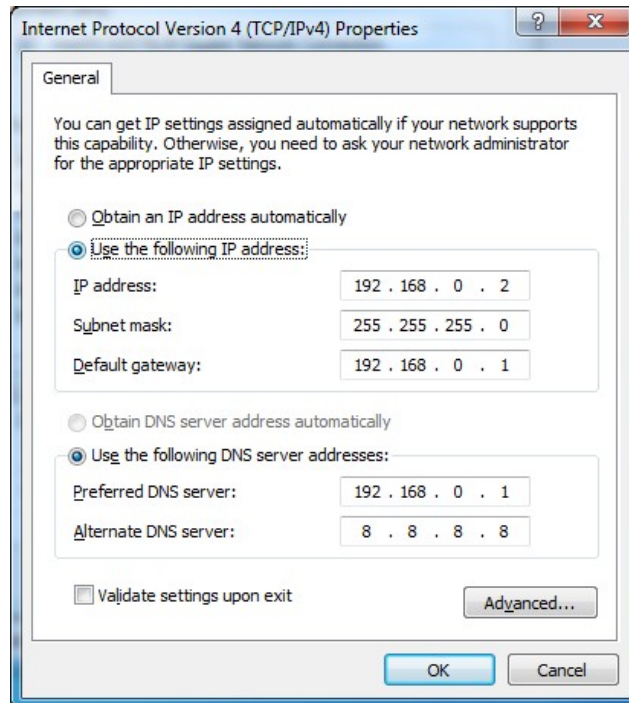 Internet Protocol Version 4 (TCP/IPv4) Properties
General
You can get IP settings assigned automatically if your network supports
this capability. Otherwise, you need to ask your network administrator
for the appropriate IP settings.
Obtain an IP address automatically
Use the following IP address:
IP address: 192 . 168 . 0 . 2
Subnet mask: 255 . 255 . 255 . 0
Default gateway: 192 . 168 . 0 . 1
Obtain DNS server address automatically
Use the following DNS server addresses:
Preferred DNS server: 192 . 168 . 0 . 1
Alternate DNS server: 8 . 8 . 8 . 8
Validate settings upon exit
Advanced...
OK Cancel